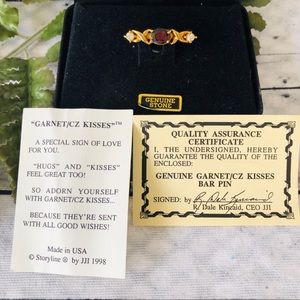 GENUINE
STONE
"GARNET/CZ KISSES"™
A SPECIAL SIGN OF LOVE
FOR YOU.
"HUGS" AND "KISSES"
FEEL GREAT TOO!
SO ADORN YOURSELF
WITH GARNET/CZ KISSES.
BECAUSE THEY'RE SENT
WITH ALL GOOD WISHES!
Made in USA
© Storyline ® by JJI 1998
QUALITY ASSURANCE
CERTIFICATE
I, THE UNDERSIGNED, HEREBY
GUARANTEE THE QUALITY OF THE
ENCLOSED:
GENUINE GARNET/CZ KISSES
BAR PIN
SIGNED: by R. Dale Kincaid
R. Dale Kincaid, CEO JJI